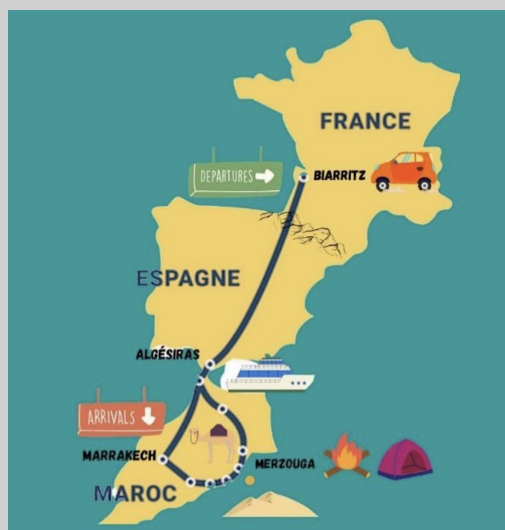 FRANCE
DEPARTURES
BIARRITZ
ESPAGNE
ALGÉSIRAS
ARRIVALS
MARRAKECH
MERZOUGA
MAROC